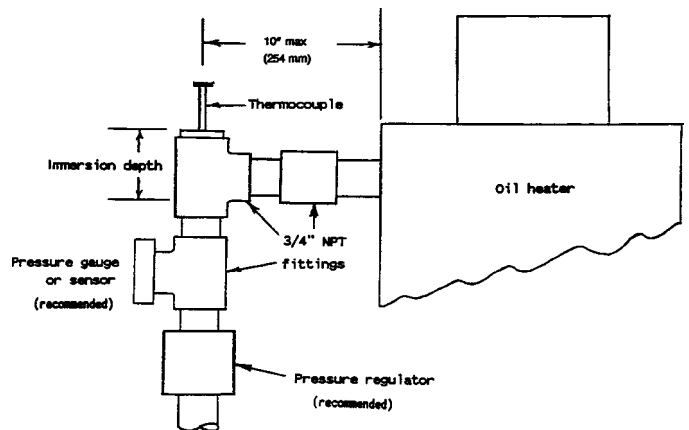 10" max
(254 mm)
Thermocouple
Immersion depth
Oil heater
3/4" NPT
fittings
Pressure gauge
or sensor
(recommended)
Pressure regulator
(recommended)